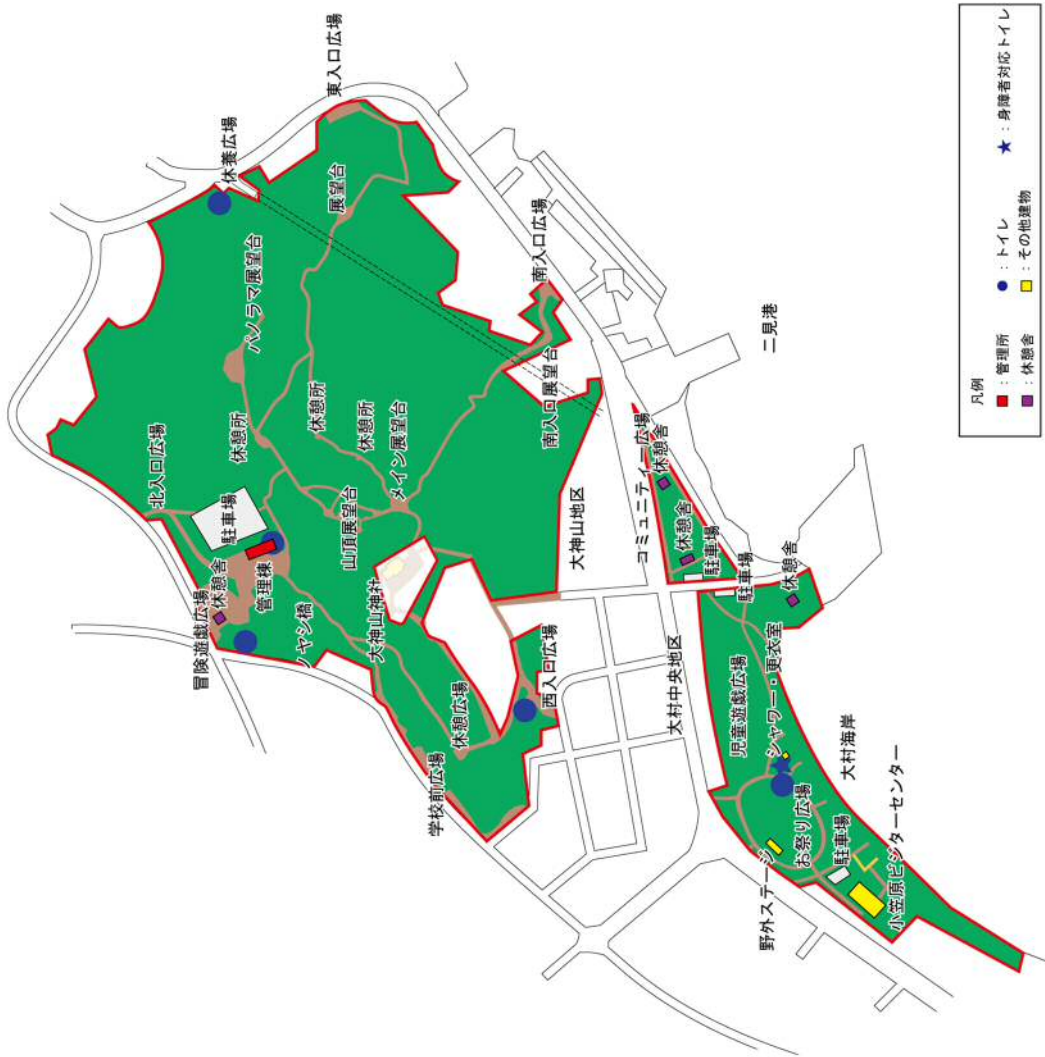 東入口広場
休養広場
展望台
パノラマ展望台
南入口広場
北入口広場
休憩所
休憩所
休憩所
メイン展望台
南入口展望台
二見港
駐車場
山頂展望台
管理棟
休憩舎
冒険遊戯広場
ノヤシ橋
大神山神社
大神山地区
コミュニティー広場
休憩舎
休憩舎
駐車場
駐車場
休憩舎
西入口広場
休憩広場
学校前広場
大村中央地区
児童遊戯広場
シャワー・更衣室
大村海岸
お祭り広場
野外ステージ
駐車場
小笠原ビジターセンター
凡例
：管理所
：トイレ
：身障者対応トイレ
：休憩舎
：その他建物